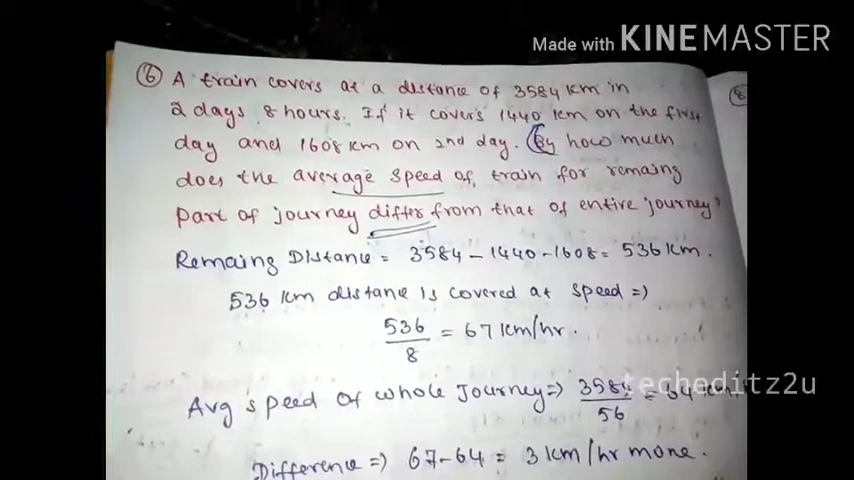 Made with KINEMASTER
⑥ A train covers at a distance of 3584 km in
2 days 8 hours. If it covers 1440 km on the first
day and 1608 km on 2nd day. By how much
does the average speed of train for remaing
part of journey differ from that of entire journey?
Remaing Distance = 3584 - 1440 - 1608 = 536 km.
536 km distance is covered at speed =>
536/8 = 67 km/hr.
techeditz2u
Avg speed of whole Journey => 3584/56 = 64 km
Difference => 67-64 = 3 km/hr more.
⑧